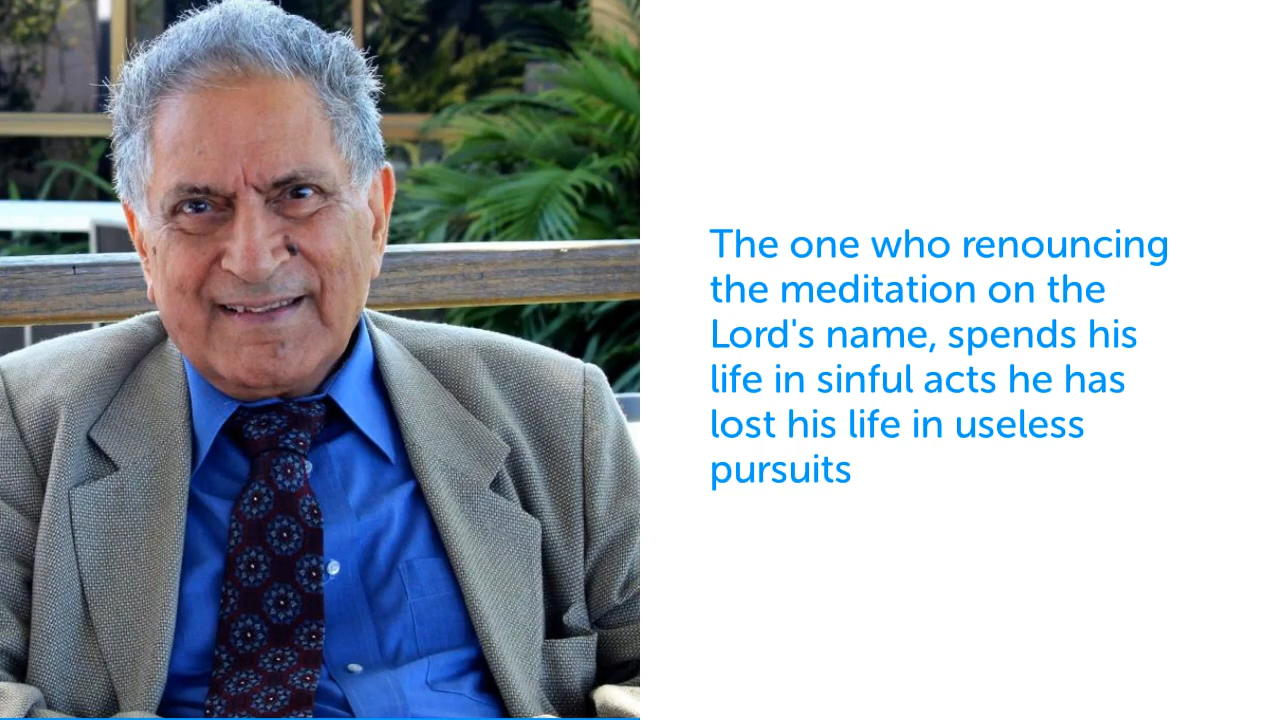 The one who renouncing
the meditation on the
Lord's name, spends his
life in sinful acts he has
lost his life in useless
pursuits